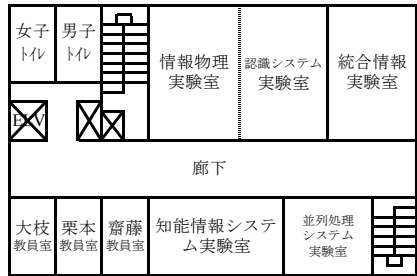 女子
トイレ
男子
トイレ
情報物理
実験室
認識システム
実験室
統合情報
実験室
ELV
廊下
大枝
教員室
栗本
教員室
齋藤
教員室
知能情報システ
ム実験室
並列処理
システム
実験室